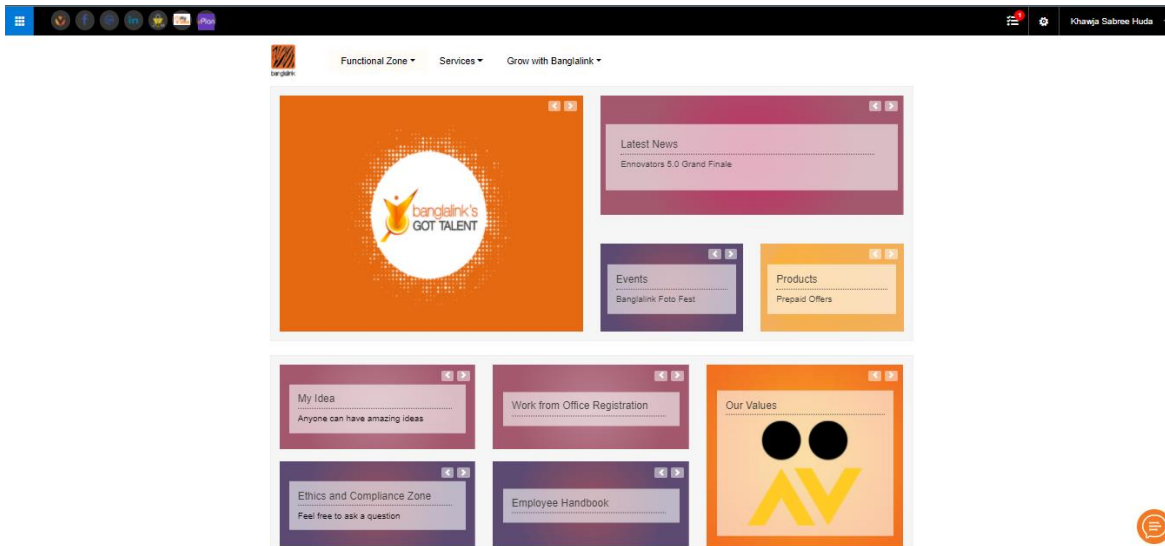 1
Khawja Sabree Huda
banglalink
Functional Zone
Services
Grow with Banglalink
banglalink's
GOT TALENT
Latest News
Ennovators 5.0 Grand Finale
Events
Banglalink Foto Fest
Products
Prepaid Offers
My Idea
Anyone can have amazing ideas
Work from Office Registration
Our Values
Ethics and Compliance Zone
Feel free to ask a question
Employee Handbook